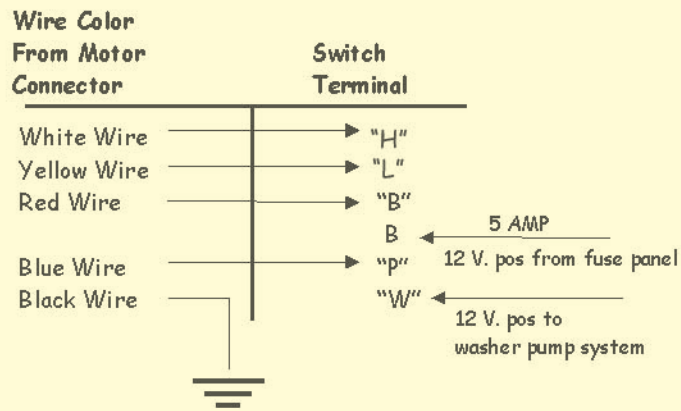 Wire Color
From Motor
Connector
Switch
Terminal
White Wire
"H"
Yellow Wire
"L"
Red Wire
"B"
B
5 AMP
12 V. pos from fuse panel
Blue Wire
"P"
Black Wire
"W"
12 V. pos to
washer pump system